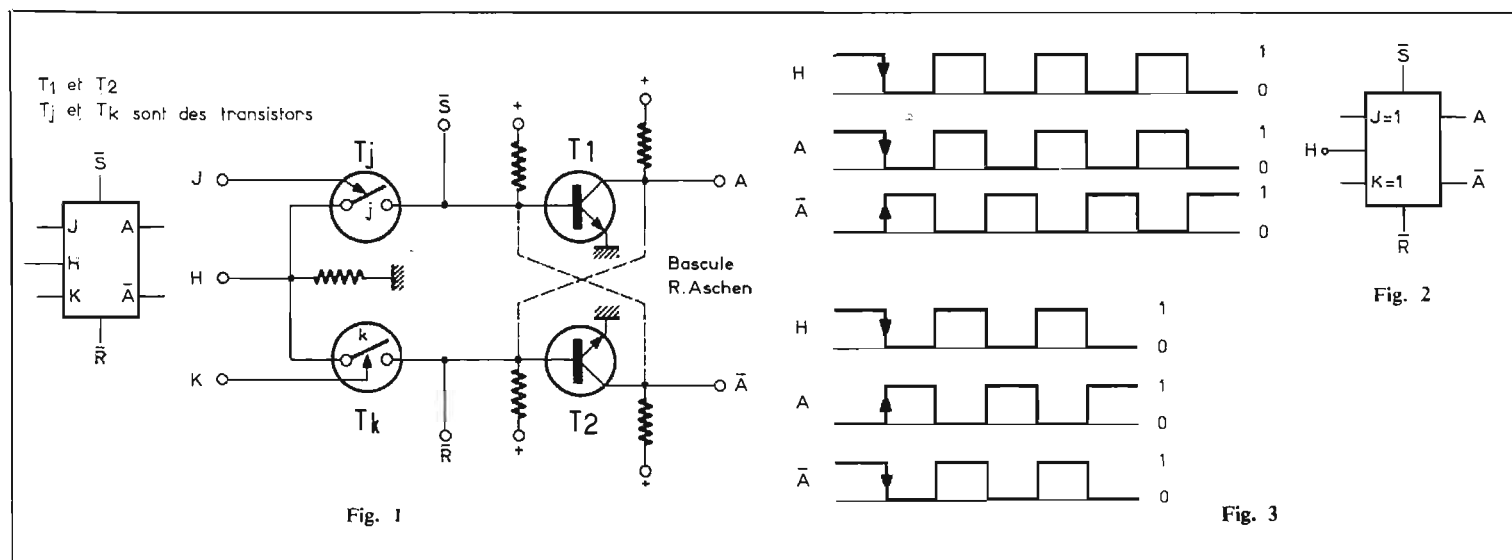 T1 et T2
Tj et Tk sont des transistors
S̄
J A
H
K Ā
R̄
J
H
K
Tj
j
k
Tk
S̄
R̄
+
+
+
+
T1
T2
A
Ā
Bascule
R.Aschen
Fig. 1
H 1
0
A 1
0
Ā 1
0
H 1
0
A 1
0
Ā 1
0
Fig. 3
S̄
J=1 A
H
K=1 Ā
R̄
Fig. 2